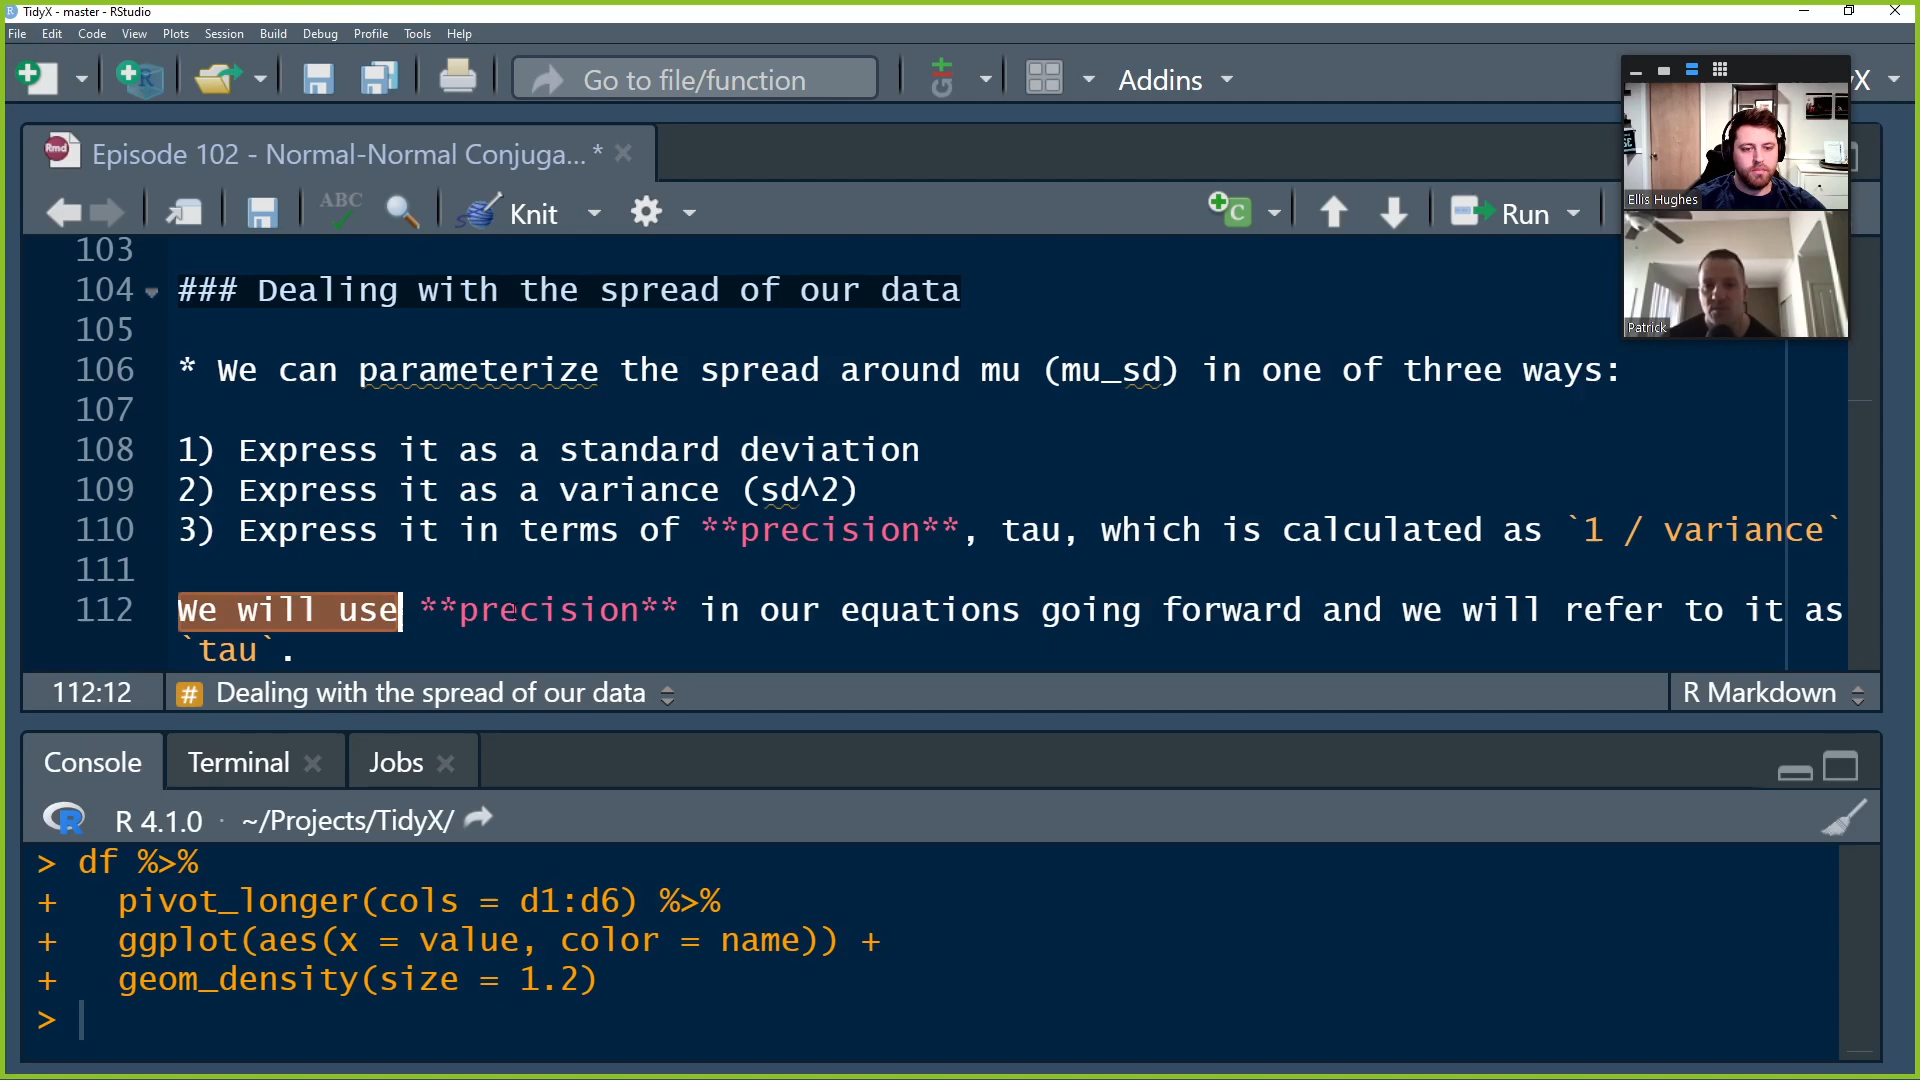 TidyX - master - RStudio
File Edit Code View Plots Session Build Debug Profile Tools Help
Go to file/function Addins
Episode 102 - Normal-Normal Conjuga... *
ABC Knit Run
103
104 ### Dealing with the spread of our data
105
106 * We can parameterize the spread around mu (mu_sd) in one of three ways:
107
108 1) Express it as a standard deviation
109 2) Express it as a variance (sd^2)
110 3) Express it in terms of **precision**, tau, which is calculated as `1 / variance`
111
112 We will use **precision** in our equations going forward and we will refer to it as
`tau`.
112:12 # Dealing with the spread of our data R Markdown
Ellis Hughes
Patrick
Console Terminal Jobs
R 4.1.0 · ~/Projects/TidyX/
> df %>%
+ pivot_longer(cols = d1:d6) %>%
+ ggplot(aes(x = value, color = name)) +
+ geom_density(size = 1.2)
>